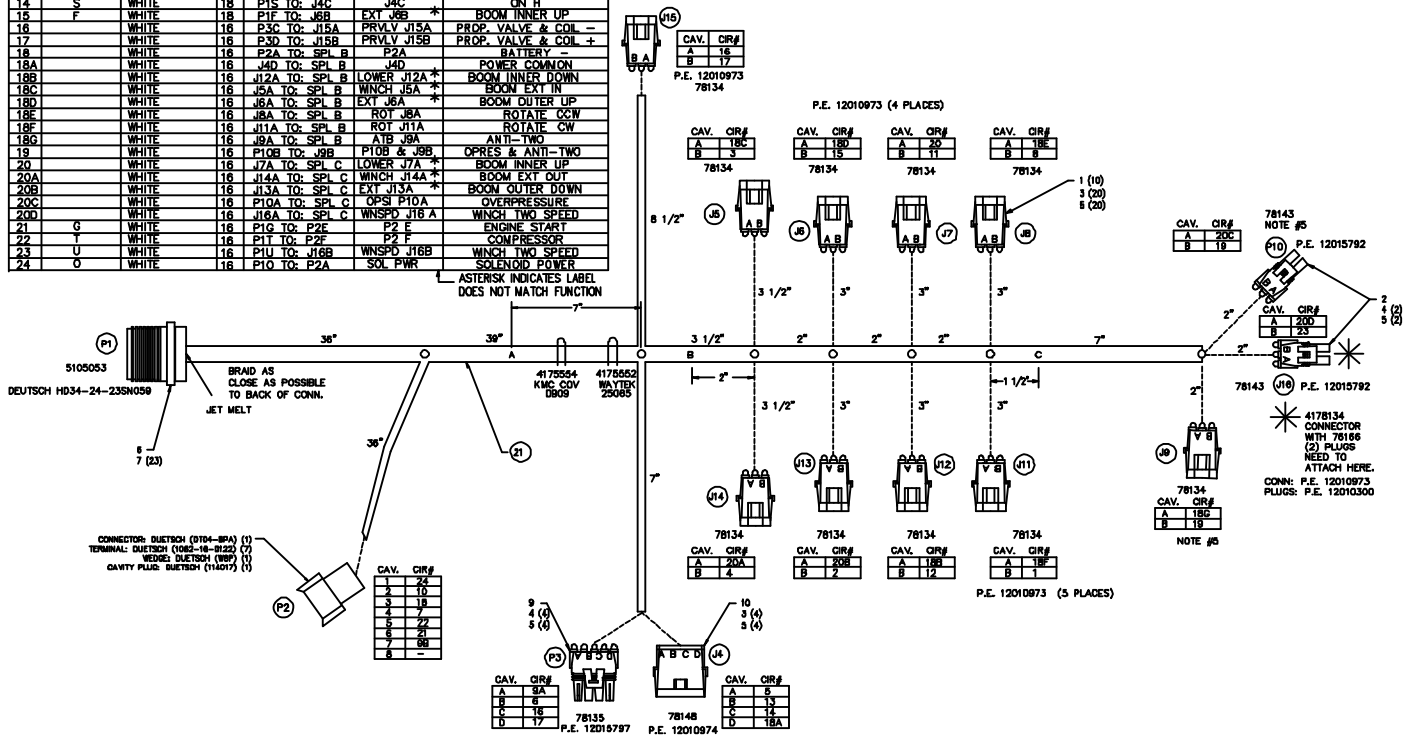 14 S WHITE 18 P1S TO: J4C J4C ON H
15 F WHITE 18 P1F TO: J6B EXT J6B * BOOM INNER UP
16 WHITE 16 P3C TO: J15A PRVLV J15A PROP. VALVE & COIL -
17 WHITE 16 P3D TO: J15B PRVLV J15B PROP. VALVE & COIL +
18 WHITE 16 P2A TO: SPL B P2A BATTERY -
18A WHITE 16 J4D TO: SPL B J4D POWER COMMON
18B WHITE 16 J12A TO: SPL B LOWER J12A * BOOM INNER DOWN
18C WHITE 16 J5A TO: SPL B WINCH J5A * BOOM EXT IN
18D WHITE 16 J6A TO: SPL B EXT J6A * BOOM OUTER UP
18E WHITE 16 J8A TO: SPL B ROT J8A ROTATE CCW
18F WHITE 16 J11A TO: SPL B ROT J11A ROTATE CW
18G WHITE 16 J9A TO: SPL B ATB J9A ANTI-TWO
19 WHITE 16 P10B TO: J9B P10B & J9B OPRES & ANTI-TWO
20 WHITE 16 J7A TO: SPL C LOWER J7A * BOOM INNER UP
20A WHITE 16 J14A TO: SPL C WINCH J14A * BOOM EXT OUT
20B WHITE 16 J13A TO: SPL C EXT J13A * BOOM OUTER DOWN
20C WHITE 16 P10A TO: SPL C OPSI P10A OVERPRESSURE
20D WHITE 16 J16A TO: SPL C WNSPD J16 A WINCH TWO SPEED
21 G WHITE 16 P1G TO: P2E P2 E ENGINE START
22 T WHITE 16 P1T TO: P2F P2 F COMPRESSOR
23 U WHITE 16 P1U TO: J16B WNSPD J16B WINCH TWO SPEED
24 O WHITE 16 P1O TO: P2A SOL PWR SOLENOID POWER
ASTERISK INDICATES LABEL
DOES NOT MATCH FUNCTION
J15
B A
CAV. CIR#
A 16
B 17
P.E. 12010973
78134
P.E. 12010973 (4 PLACES)
CAV. CIR#
A 18C
B 3
78134
CAV. CIR#
A 18D
B 15
78134
CAV. CIR#
A 20
B 11
78134
CAV. CIR#
A 18E
B 8
78134
J5
A B
J6
A B
J7
A B
J8
A B
1 (10)
3 (20)
5 (20)
8 1/2"
3 1/2"
3"
3"
3"
CAV. CIR#
A 20C
B 19
78143
NOTE #5
P10
P.E. 12015792
B A
2
4 (2)
5 (2)
CAV. CIR#
A 20D
B 23
2"
2"
B A
78143
J16
P.E. 12015792
4178134
CONNECTOR
WITH 76166
(2) PLUGS
NEED TO
ATTACH HERE.
CONN: P.E. 12010973
PLUGS: P.E. 12010300
7"
P1
5105053
DEUTSCH HD34-24-23SN059
36"
39"
A
B
3 1/2"
2"
2"
2"
C
7"
BRAID AS
CLOSE AS POSSIBLE
TO BACK OF CONN.
JET MELT
6
7 (23)
4175554
KMC COV
DB09
4175552
WAYTEK
25085
2"
1 1/2"
36"
21
7"
3 1/2"
3"
3"
3"
2"
J14
A B
J13
A B
J12
A B
J11
A B
J9
A B
78134
CAV. CIR#
A 18G
B 19
NOTE #5
78134
CAV. CIR#
A 20A
B 4
78134
CAV. CIR#
A 20B
B 2
78134
CAV. CIR#
A 18B
B 12
78134
CAV. CIR#
A 18F
B 1
P.E. 12010973 (5 PLACES)
CONNECTOR: DUETSCH (DT04-8PA) (1)
TERMINAL: DUETSCH (1062-16-0122) (7)
WEDGE: DUETSCH (W8P) (1)
CAVITY PLUG: DUETSCH (114017) (1)
P2
CAV. CIR#
1 24
2 10
3 18
4 7
5 22
6 21
7 9B
8 -
9
4 (4)
5 (4)
P3
A B C D
CAV. CIR#
A 9A
B 6
C 16
D 17
78135
P.E. 12015797
10
3 (4)
5 (4)
J4
A B C D
78148
P.E. 12010974
CAV. CIR#
A 5
B 13
C 14
D 18A